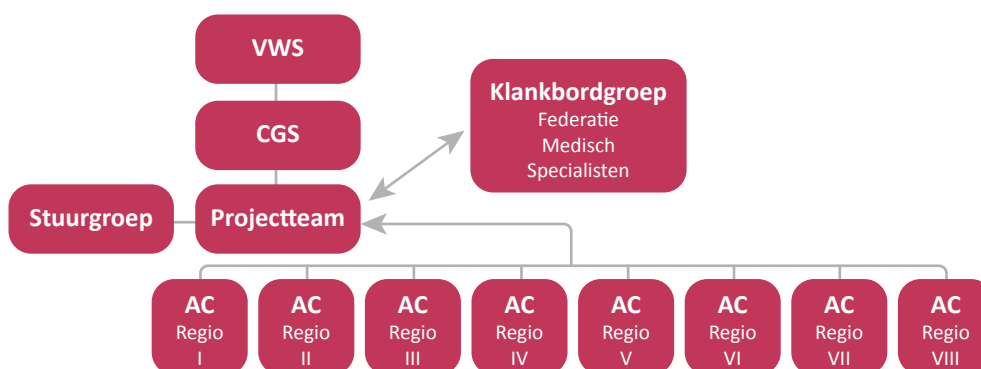 VWS
CGS
Klankbordgroep
Federatie
Medisch
Specialisten
Stuurgroep
Projectteam
AC
Regio
I
AC
Regio
II
AC
Regio
III
AC
Regio
IV
AC
Regio
V
AC
Regio
VI
AC
Regio
VII
AC
Regio
VIII